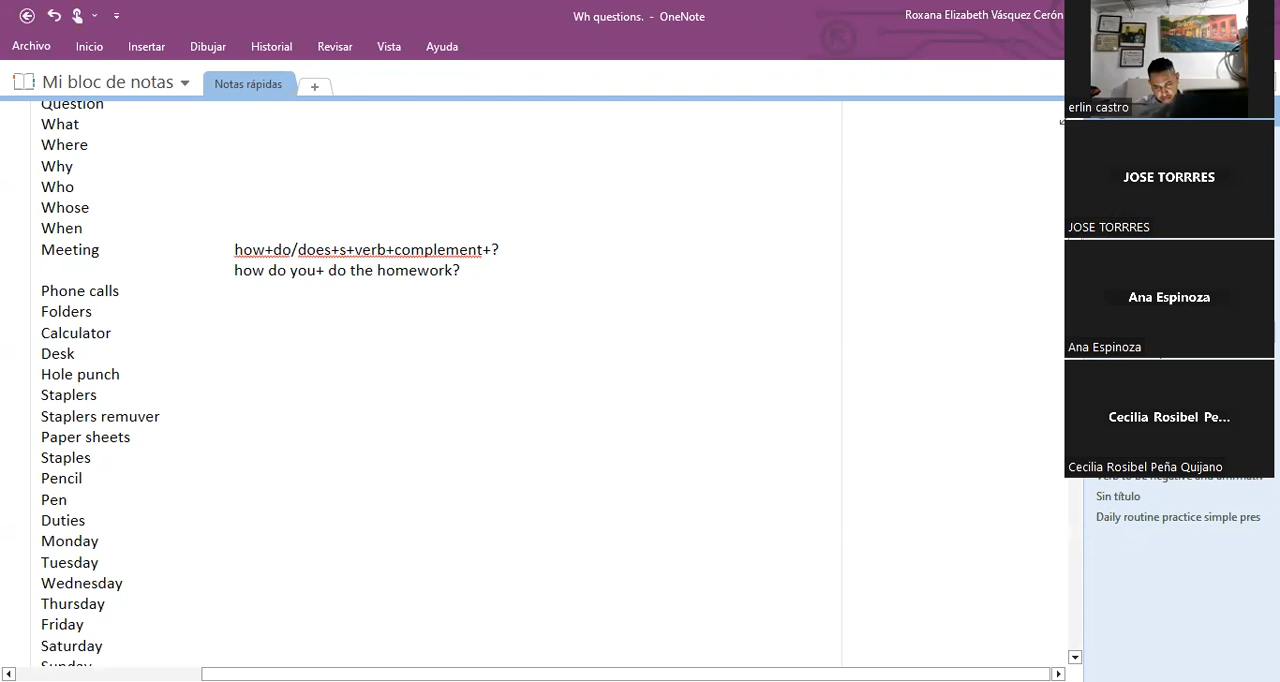 Wh questions. - OneNote
Roxana Elizabeth Vásquez Cerón
Archivo Inicio Insertar Dibujar Historial Revisar Vista Ayuda
Mi bloc de notas Notas rápidas +
Question
What
Where
Why
Who
Whose
When
Meeting how+do/does+s+verb+complement+?
how do you+ do the homework?
Phone calls
Folders
Calculator
Desk
Hole punch
Staplers
Staplers remuver
Paper sheets
Staples
Pencil
Pen
Duties
Monday
Tuesday
Wednesday
Thursday
Friday
Saturday
Sunday
erlin castro
JOSE TORRRES
JOSE TORRRES
Ana Espinoza
Ana Espinoza
Cecilia Rosibel Pe...
Cecilia Rosibel Peña Quijano
Sin título
Daily routine practice simple pres